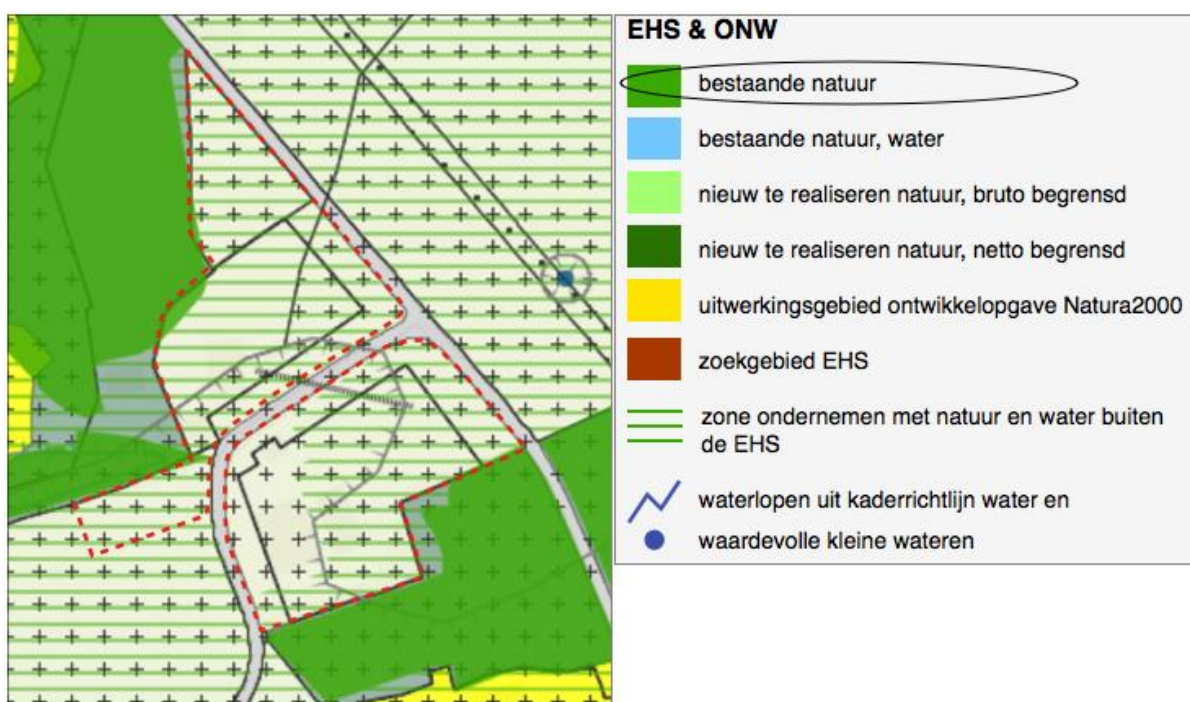 EHS & ONW
bestaande natuur
bestaande natuur, water
nieuw te realiseren natuur, bruto begrensd
nieuw te realiseren natuur, netto begrensd
uitwerkingsgebied ontwikkelopgave Natura2000
zoekgebied EHS
zone ondernemen met natuur en water buiten
de EHS
waterlopen uit kaderrichtlijn water en
waardevolle kleine wateren